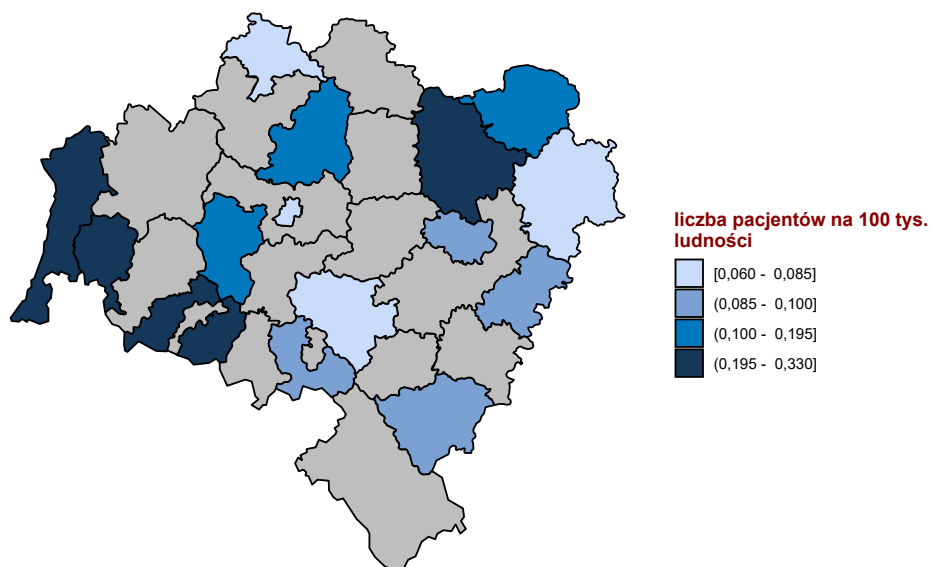 liczba pacjentów na 100 tys.
ludności
[0,060 - 0,085]
(0,085 - 0,100]
(0,100 - 0,195]
(0,195 - 0,330]